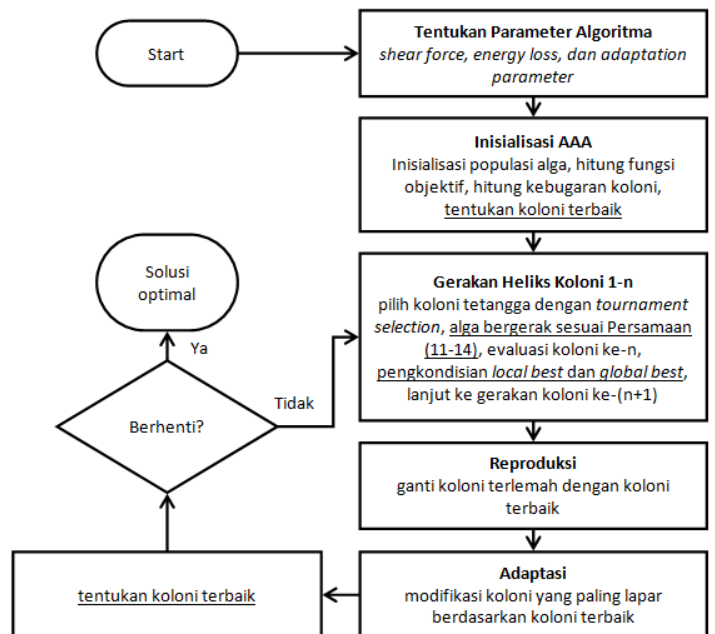 Start
Tentukan Parameter Algoritma
shear force, energy loss, dan adaptation
parameter
Inisialisasi AAA
Inisialisasi populasi alga, hitung fungsi
objektif, hitung kebugaran koloni,
tentukan koloni terbaik
Gerakan Heliks Koloni 1-n
pilih koloni tetangga dengan tournament
selection, alga bergerak sesuai Persamaan
(11-14), evaluasi koloni ke-n,
pengkondisian local best dan global best,
lanjut ke gerakan koloni ke-(n+1)
Reproduksi
ganti koloni terlemah dengan koloni
terbaik
Adaptasi
modifikasi koloni yang paling lapar
berdasarkan koloni terbaik
tentukan koloni terbaik
Berhenti?
Tidak
Ya
Solusi
optimal